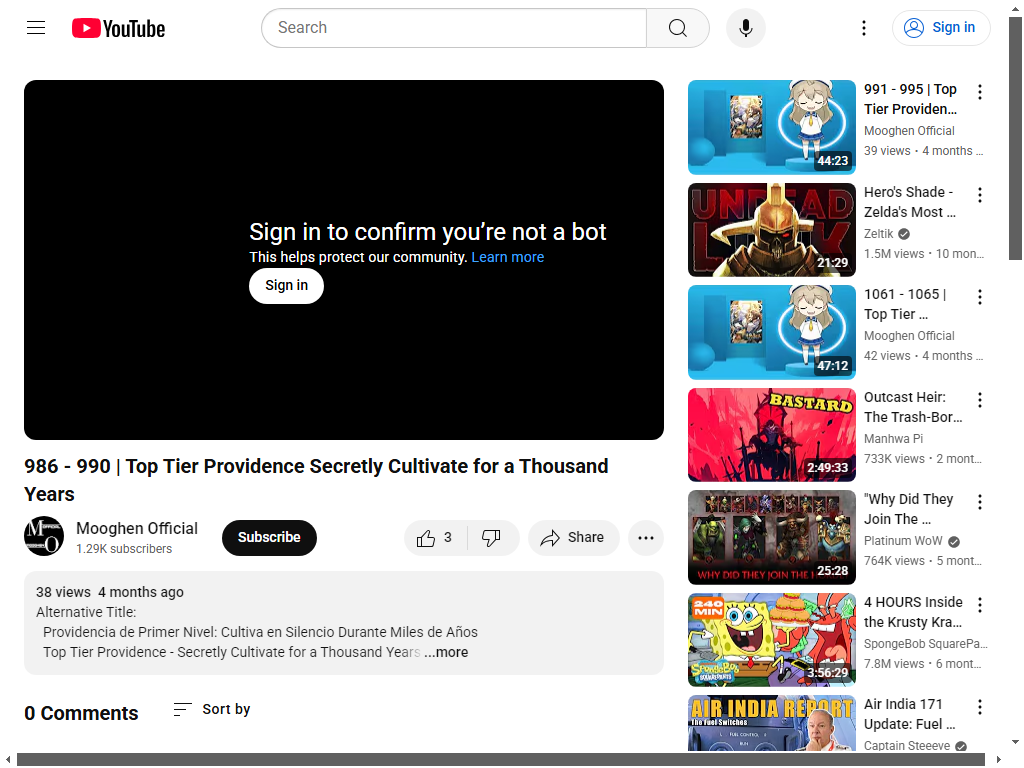 YouTube
Search
Sign in
Sign in to confirm you’re not a bot
This helps protect our community. Learn more
Sign in
986 - 990 | Top Tier Providence Secretly Cultivate for a Thousand
Years
Mooghen Official
1.29K subscribers
Subscribe
3
Share
38 views 4 months ago
Alternative Title:
Providencia de Primer Nivel: Cultiva en Silencio Durante Miles de Años
Top Tier Providence - Secretly Cultivate for a Thousand Years ...more
0 Comments
Sort by
44:23
991 - 995 | Top
Tier Providen...
Mooghen Official
39 views • 4 months ...
UNDEAD
21:29
Hero's Shade -
Zelda's Most ...
Zeltik
1.5M views • 10 mon...
47:12
1061 - 1065 |
Top Tier ...
Mooghen Official
42 views • 4 months ...
BASTARD
2:49:33
Outcast Heir:
The Trash-Bor...
Manhwa Pi
733K views • 2 mont...
WHY DID THEY JOIN THE
25:28
"Why Did They
Join The ...
Platinum WoW
764K views • 5 mont...
240
MIN
SpongeBob
SQUAREPANTS
3:56:29
4 HOURS Inside
the Krusty Kra...
SpongeBob SquarePa...
7.8M views • 6 mont...
AIR INDIA REPORT
The Fuel Switches
FUEL CONTROL
RUN
Air India 171
Update: Fuel ...
Captain Steeeve